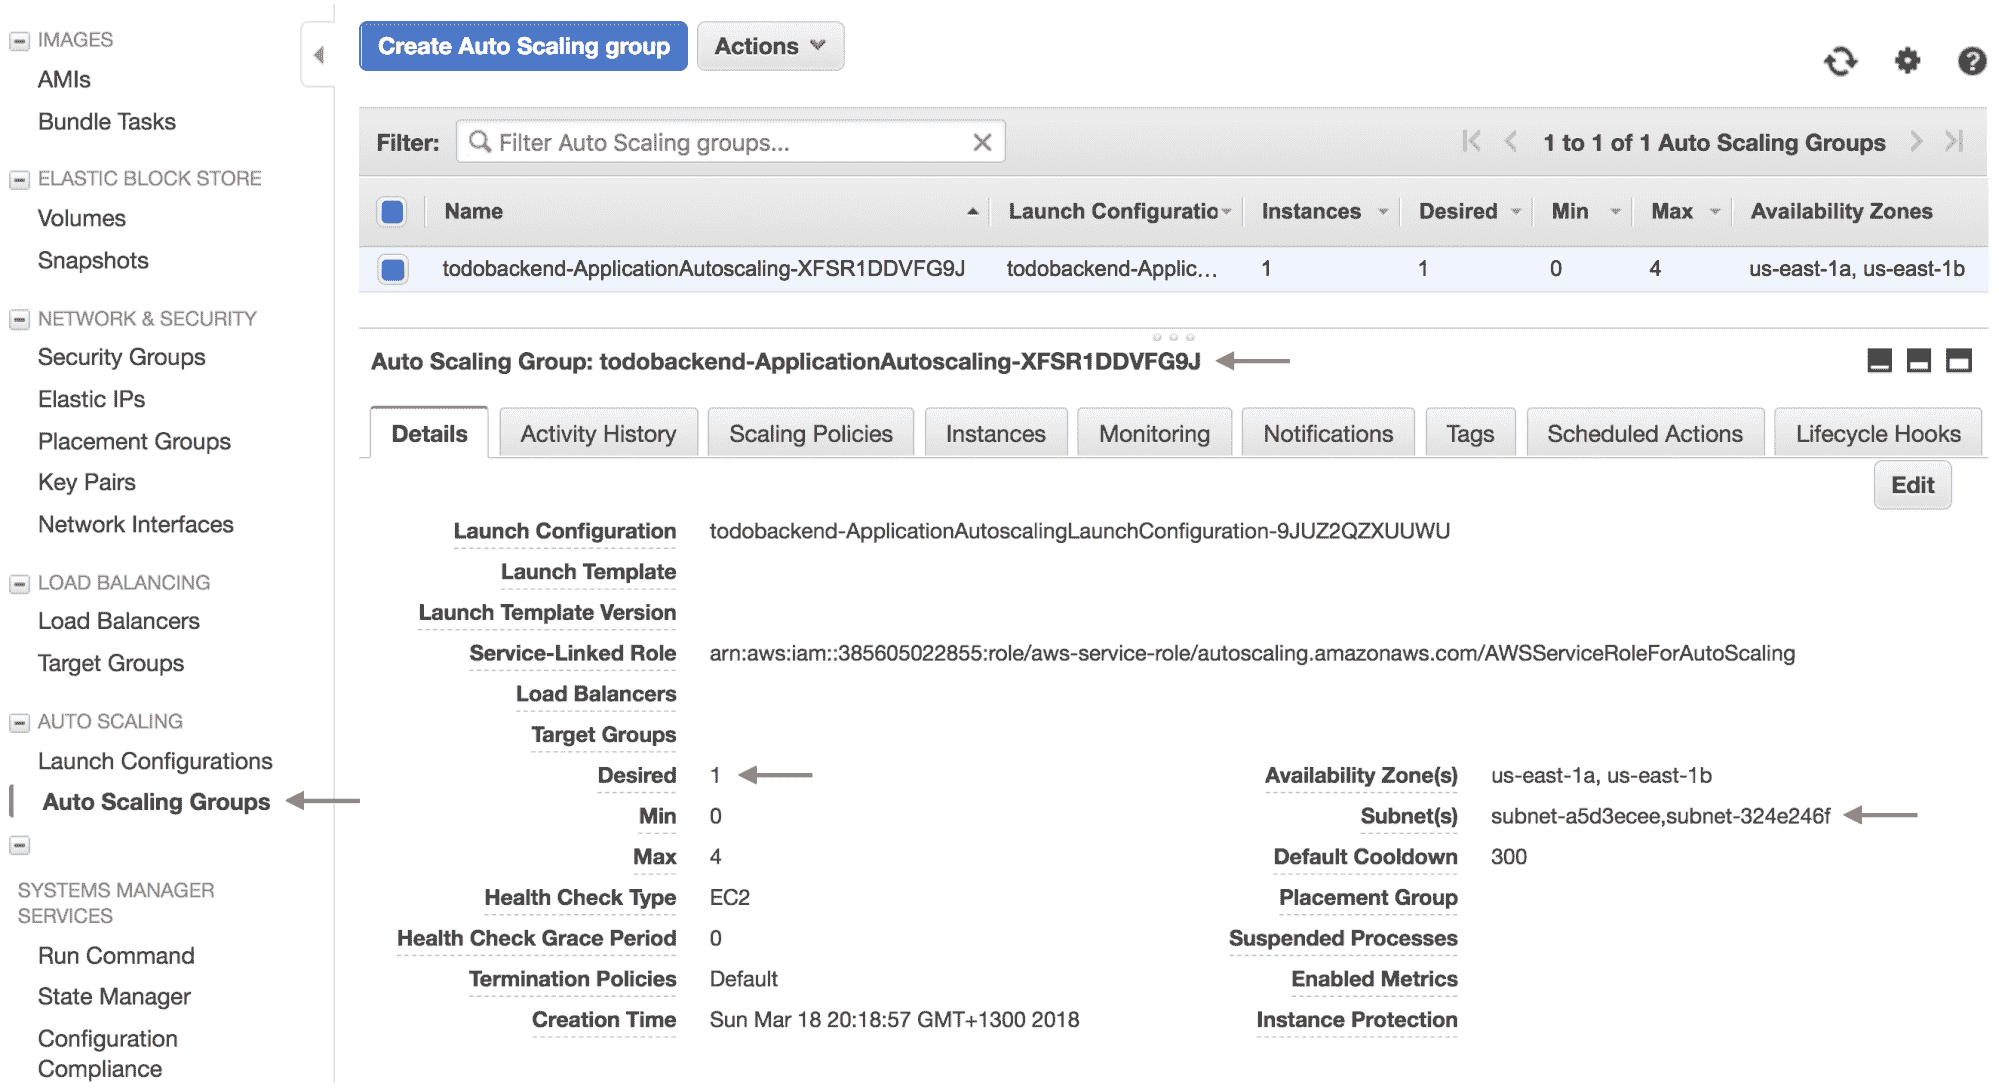 IMAGES
AMIs
Bundle Tasks
ELASTIC BLOCK STORE
Volumes
Snapshots
NETWORK & SECURITY
Security Groups
Elastic IPs
Placement Groups
Key Pairs
Network Interfaces
LOAD BALANCING
Load Balancers
Target Groups
AUTO SCALING
Launch Configurations
Auto Scaling Groups
SYSTEMS MANAGER
SERVICES
Run Command
State Manager
Configuration
Compliance
Create Auto Scaling group Actions
Filter: Filter Auto Scaling groups... 1 to 1 of 1 Auto Scaling Groups
Name Launch Configuratio Instances Desired Min Max Availability Zones
todobackend-ApplicationAutoscaling-XFSR1DDVFG9J todobackend-Applic... 1 1 0 4 us-east-1a, us-east-1b
Auto Scaling Group: todobackend-ApplicationAutoscaling-XFSR1DDVFG9J
Details Activity History Scaling Policies Instances Monitoring Notifications Tags Scheduled Actions Lifecycle Hooks
Edit
Launch Configuration todobackend-ApplicationAutoscalingLaunchConfiguration-9JUZ2QZXUUWU
Launch Template
Launch Template Version
Service-Linked Role arn:aws:iam::385605022855:role/aws-service-role/autoscaling.amazonaws.com/AWSServiceRoleForAutoScaling
Load Balancers
Target Groups
Desired 1 Availability Zone(s) us-east-1a, us-east-1b
Min 0 Subnet(s) subnet-a5d3ecee,subnet-324e246f
Max 4 Default Cooldown 300
Health Check Type EC2 Placement Group
Health Check Grace Period 0 Suspended Processes
Termination Policies Default Enabled Metrics
Creation Time Sun Mar 18 20:18:57 GMT+1300 2018 Instance Protection